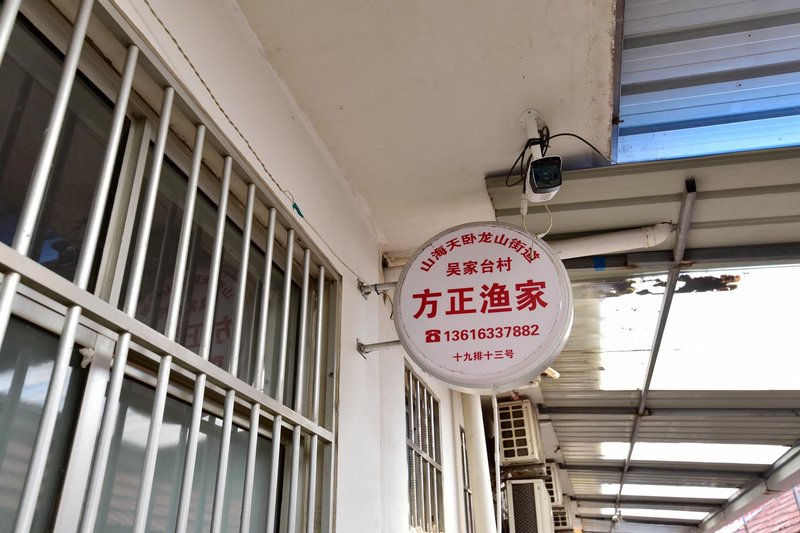 山海天卧龙山街道
吴家台村
方正渔家
☎13616337882
十九排十三号